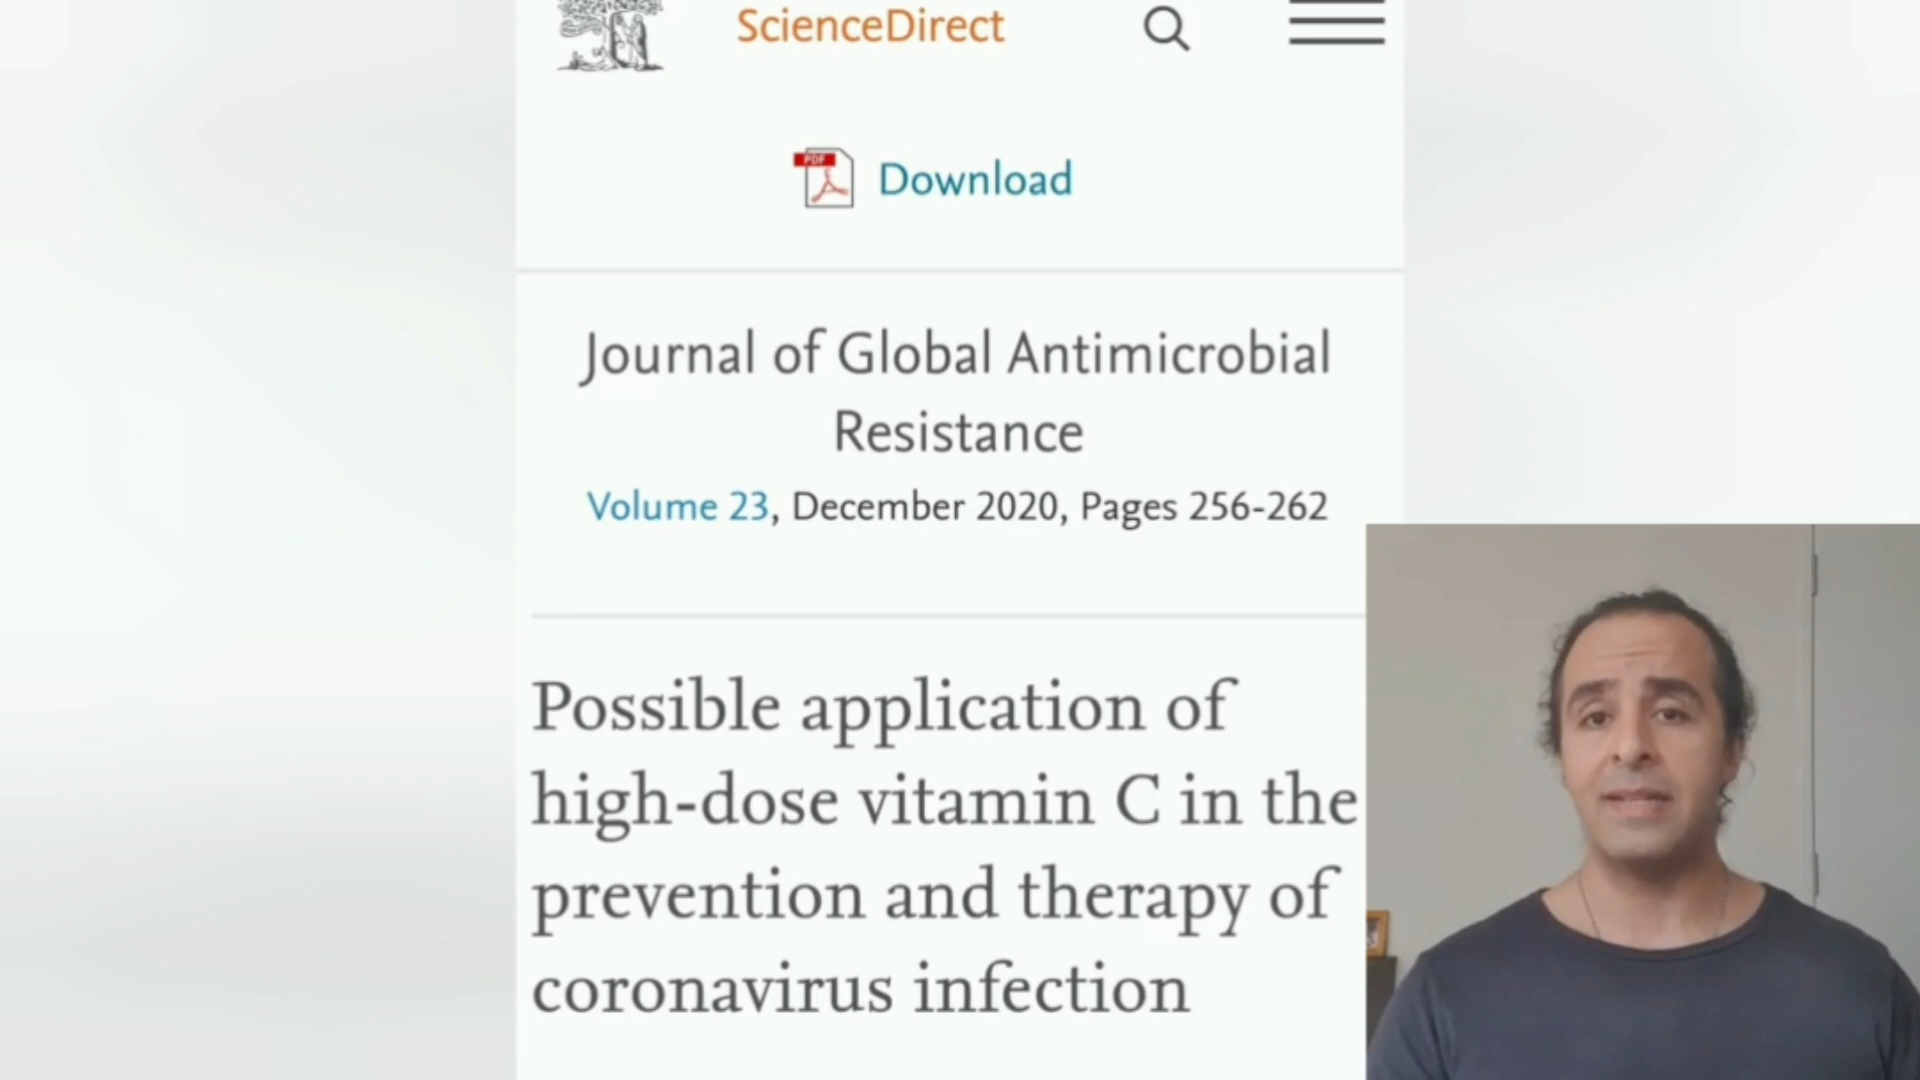 ScienceDirect
PDF
Download
Journal of Global Antimicrobial
Resistance
Volume 23, December 2020, Pages 256-262
Possible application of
high-dose vitamin C in the
prevention and therapy of
coronavirus infection